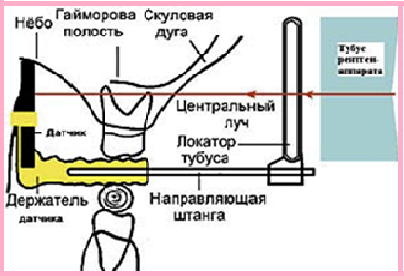 Нёбо
Гайморова
полость
Скуловая
дуга
Тубус
рентген-
аппарата
Центральный
луч
Датчик
Локатор
тубуса
Держатель
датчика
Направляющая
штанга